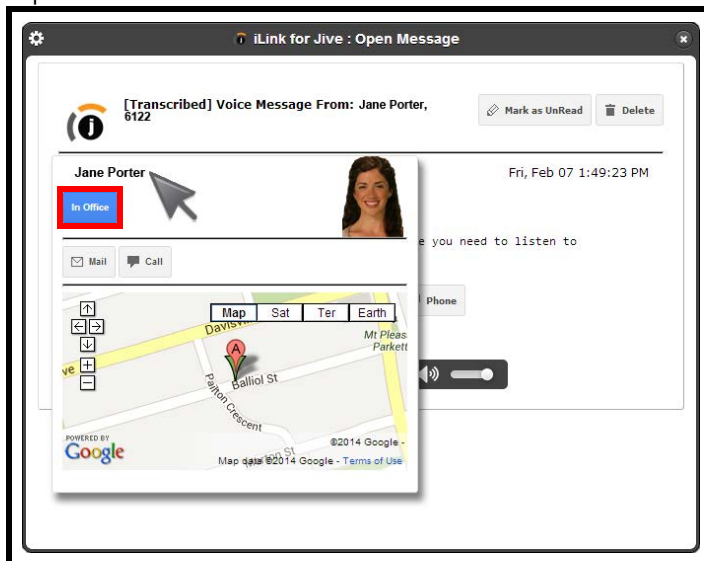 iLink for Jive : Open Message
[Transcribed] Voice Message From: Jane Porter,
6122
Mark as UnRead
Delete
Jane Porter
Fri, Feb 07 1:49:23 PM
In Office
e you need to listen to
Mail
Call
Phone
Map Sat Ter Earth
Davisv
Mt Pleas
Parkett
A
ve
Balliol St
Pailton Crescent
POWERED BY
Google
©2014 Google -
St
Map data ©2014 Google - Terms of Use